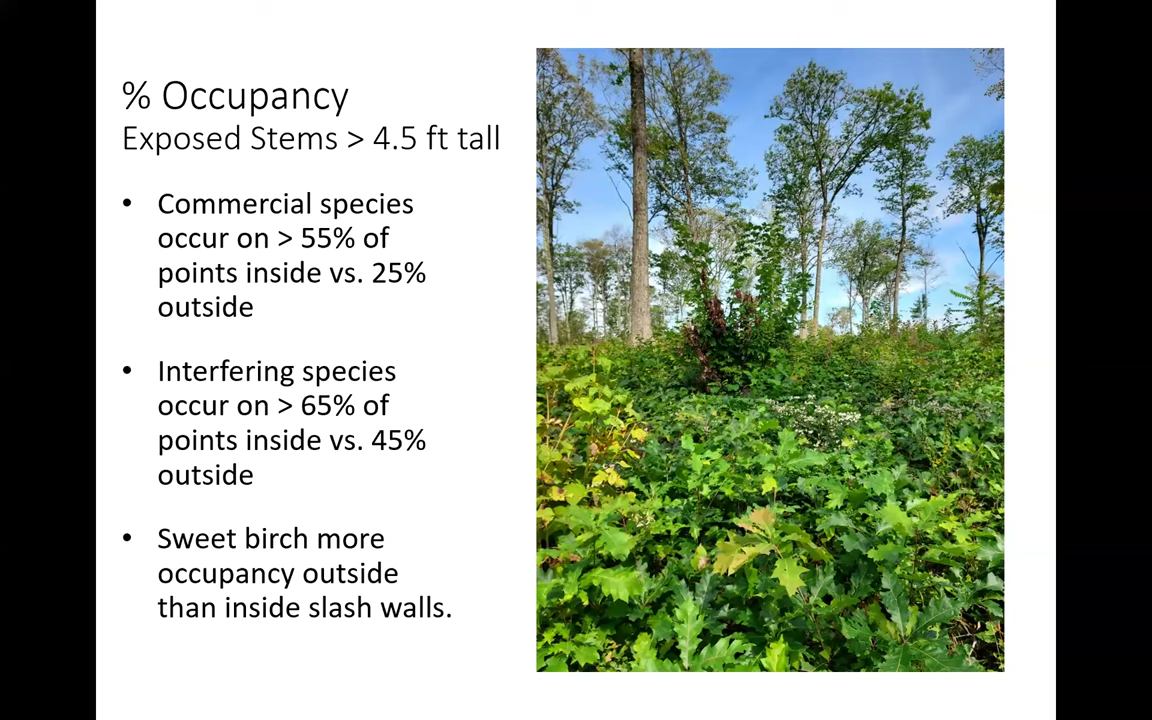 % Occupancy
Exposed Stems > 4.5 ft tall
• Commercial species
occur on > 55% of
points inside vs. 25%
outside
• Interfering species
occur on > 65% of
points inside vs. 45%
outside
• Sweet birch more
occupancy outside
than inside slash walls.